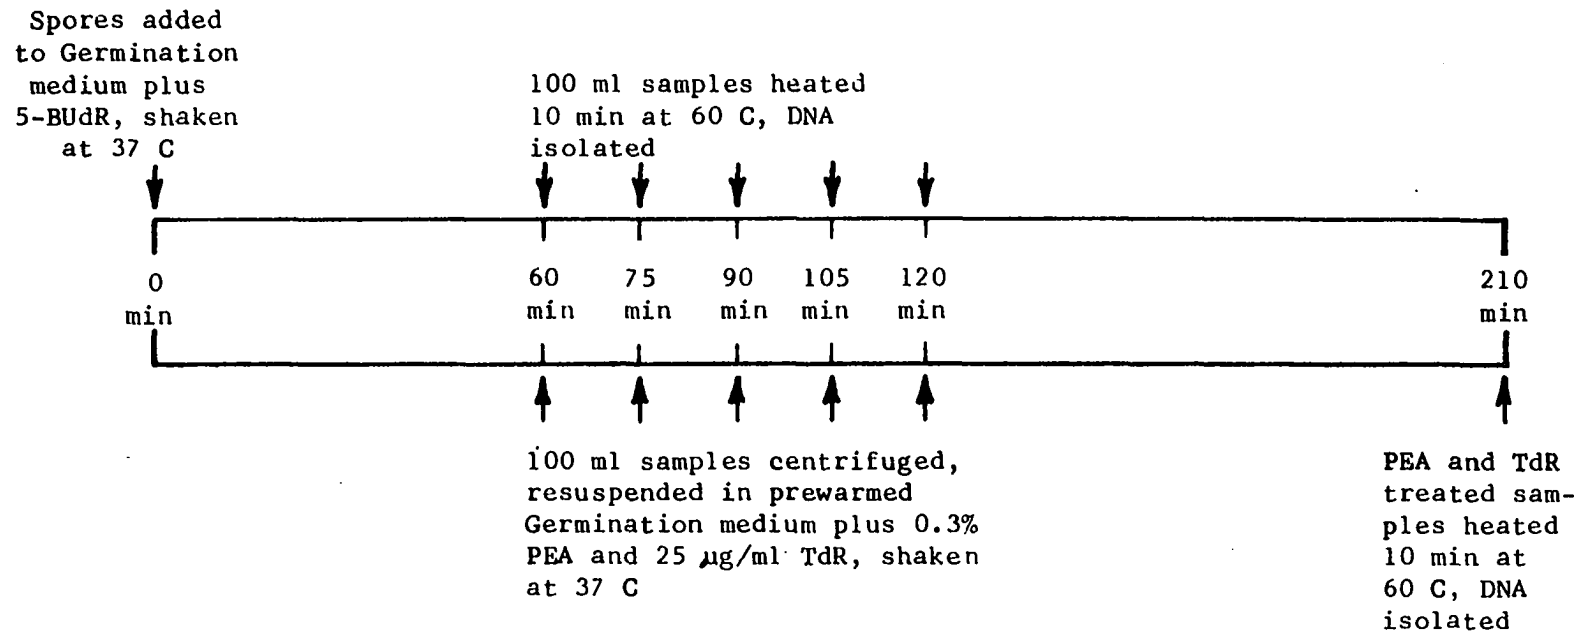 Spores added
to Germination
medium plus
5-BUdR, shaken
at 37 C
100 ml samples heated
10 min at 60 C, DNA
isolated
0
min
60
min
75
min
90
min
105
min
120
min
210
min
100 ml samples centrifuged,
resuspended in prewarmed
Germination medium plus 0.3%
PEA and 25 µg/ml TdR, shaken
at 37 C
PEA and TdR
treated sam-
ples heated
10 min at
60 C, DNA
isolated